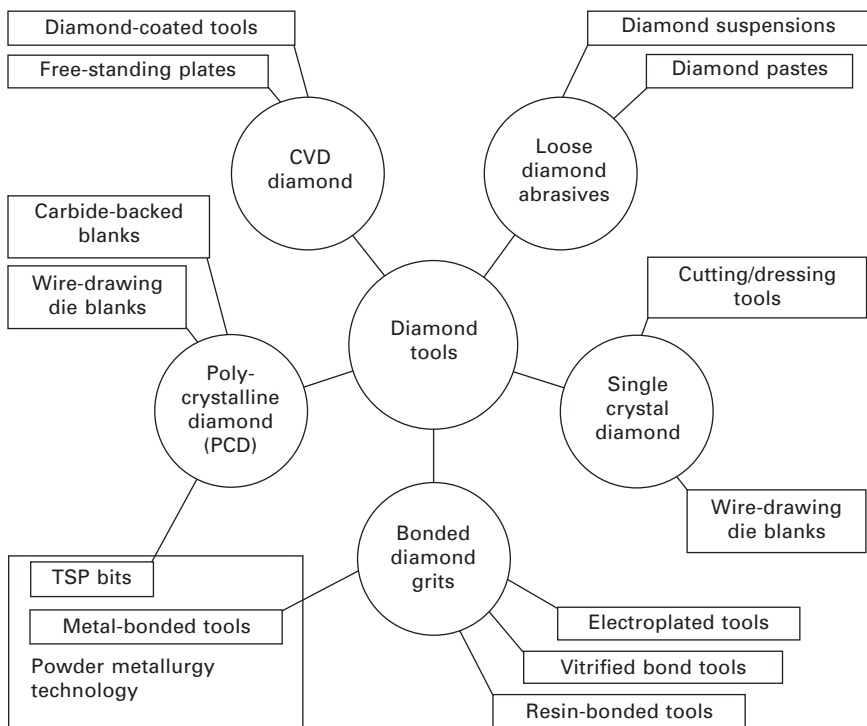 Diamond-coated tools
Free-standing plates
CVD
diamond
Diamond suspensions
Diamond pastes
Loose
diamond
abrasives
Carbide-backed
blanks
Wire-drawing
die blanks
Poly-
crystalline
diamond
(PCD)
Diamond
tools
Cutting/dressing
tools
Single
crystal
diamond
Wire-drawing
die blanks
Bonded
diamond
grits
TSP bits
Metal-bonded tools
Powder metallurgy
technology
Electroplated tools
Vitrified bond tools
Resin-bonded tools